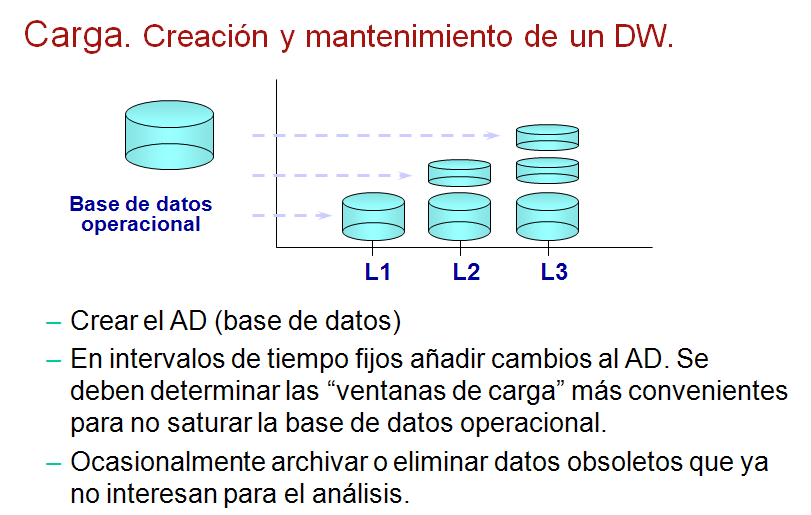 Carga. Creación y mantenimiento de un DW.
Base de datos
operacional
L1 L2 L3
– Crear el AD (base de datos)
– En intervalos de tiempo fijos añadir cambios al AD. Se
deben determinar las “ventanas de carga” más convenientes
para no saturar la base de datos operacional.
– Ocasionalmente archivar o eliminar datos obsoletos que ya
no interesan para el análisis.